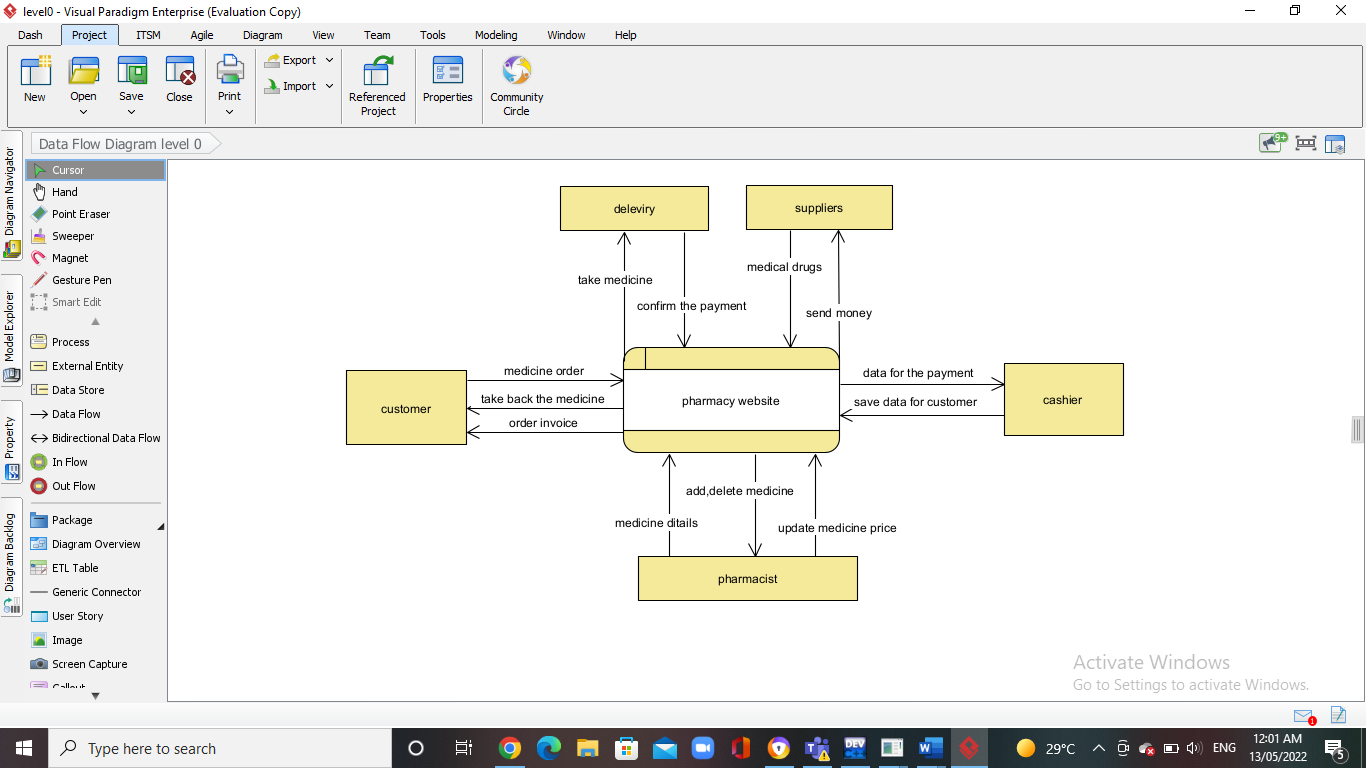 level0 - Visual Paradigm Enterprise (Evaluation Copy)
Dash Project ITSM Agile Diagram View Team Tools Modeling Window Help
New Open Save Close Print Export Import Referenced Project Properties Community Circle
Data Flow Diagram level 0
9+
Diagram Navigator
Model Explorer
Property
Diagram Backlog
Cursor
Hand
Point Eraser
Sweeper
Magnet
Gesture Pen
Smart Edit
Process
External Entity
Data Store
Data Flow
Bidirectional Data Flow
In Flow
Out Flow
Package
Diagram Overview
ETL Table
Generic Connector
User Story
Image
Screen Capture
Callout
deleviry
suppliers
medical drugs
take medicine
confirm the payment
send money
medicine order
take back the medicine
order invoice
customer
pharmacy website
data for the payment
save data for customer
cashier
add,delete medicine
medicine ditails
update medicine price
pharmacist
Activate Windows
Go to Settings to activate Windows.
1
Type here to search
DEV
29°C
ENG
12:01 AM
13/05/2022
5